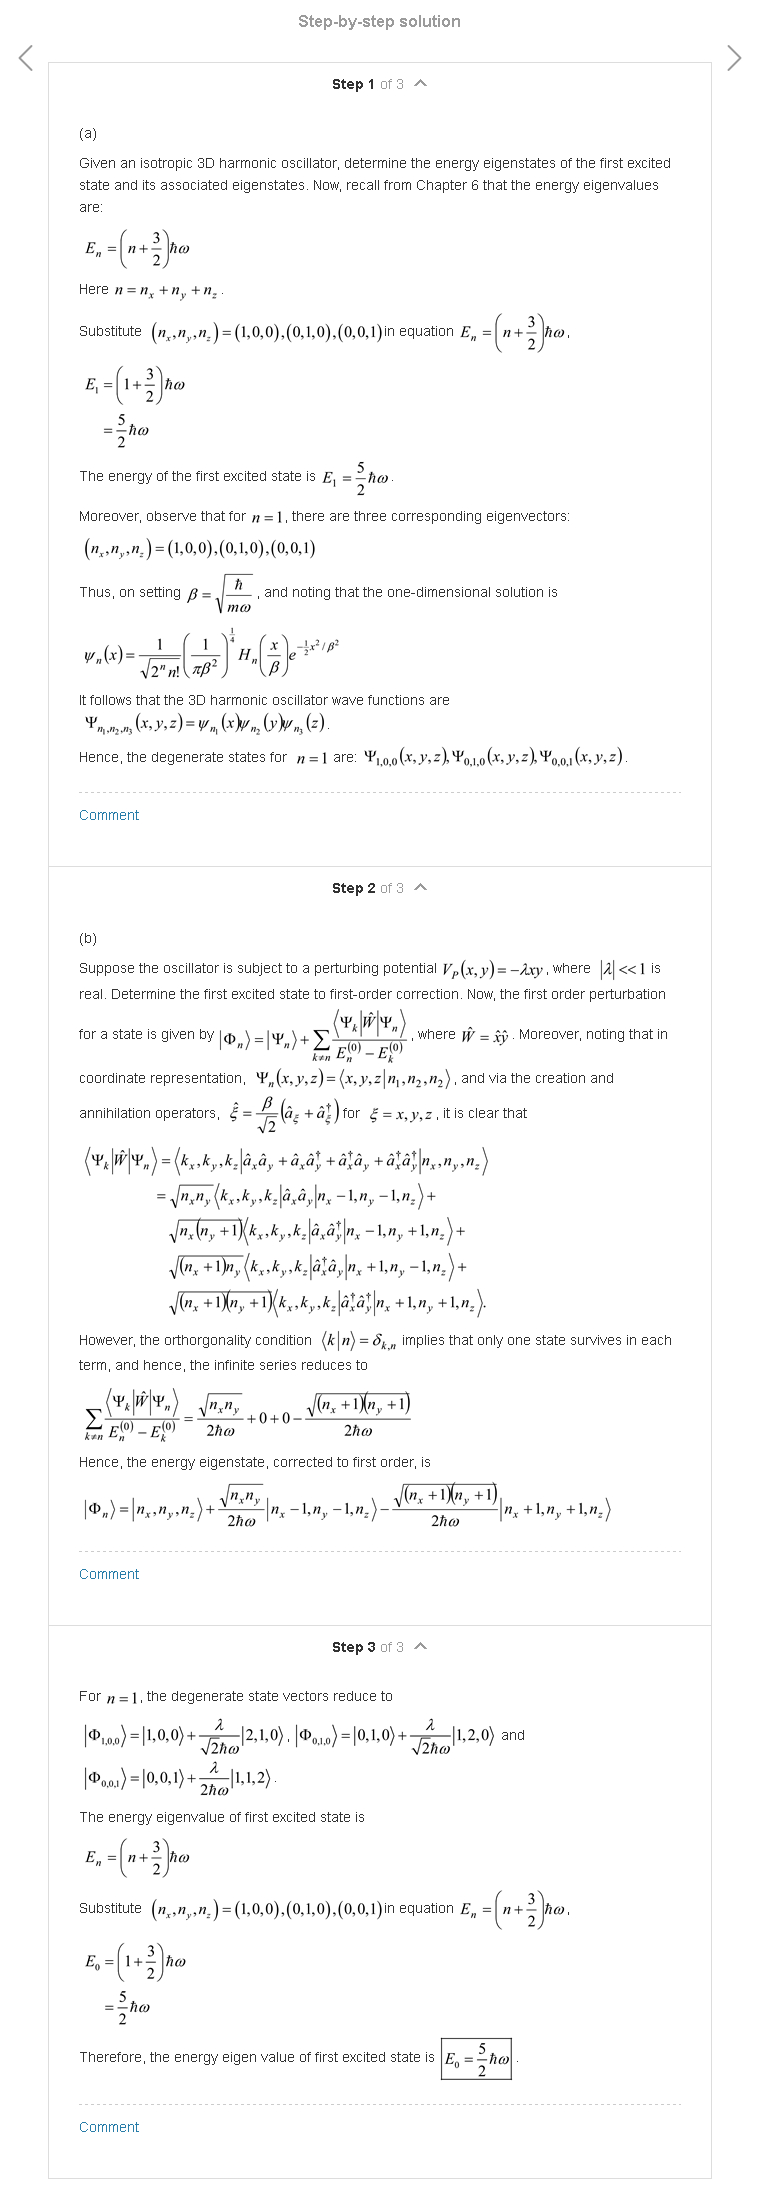 Step-by-step solution
Step 1 of 3
(a)
Given an isotropic 3D harmonic oscillator, determine the energy eigenstates of the first excited
state and its associated eigenstates. Now, recall from Chapter 6 that the energy eigenvalues
are:
$E_n = \left(n+\frac{3}{2}\right)\hbar\omega$
Here $n = n_x + n_y + n_z$.
Substitute $(n_x,n_y,n_z)=(1,0,0),(0,1,0),(0,0,1)$ in equation $E_n = \left(n+\frac{3}{2}\right)\hbar\omega$,
$E_1 = \left(1+\frac{3}{2}\right)\hbar\omega$
$= \frac{5}{2}\hbar\omega$
The energy of the first excited state is $E_1 = \frac{5}{2}\hbar\omega$.
Moreover, observe that for $n=1$, there are three corresponding eigenvectors:
$(n_x,n_y,n_z)=(1,0,0),(0,1,0),(0,0,1)$
Thus, on setting $\beta = \sqrt{\frac{\hbar}{m\omega}}$, and noting that the one-dimensional solution is
$\psi_n(x) = \frac{1}{\sqrt{2^n n!}}\left(\frac{1}{\pi\beta^2}\right)^{\frac{1}{4}} H_n\left(\frac{x}{\beta}\right)e^{-\frac{1}{2}x^2/\beta^2}$
It follows that the 3D harmonic oscillator wave functions are
$\Psi_{n_1,n_2,n_3}(x,y,z) = \psi_{n_1}(x)\psi_{n_2}(y)\psi_{n_3}(z)$.
Hence, the degenerate states for $n=1$ are: $\Psi_{1,0,0}(x,y,z),\Psi_{0,1,0}(x,y,z),\Psi_{0,0,1}(x,y,z)$.
Comment
Step 2 of 3
(b)
Suppose the oscillator is subject to a perturbing potential $V_P(x,y) = -\lambda xy$, where $|\lambda| << 1$ is
real. Determine the first excited state to first-order correction. Now, the first order perturbation
for a state is given by $|\Phi_n\rangle = |\Psi_n\rangle + \sum_{k\neq n}\frac{\langle\Psi_k|\hat{W}|\Psi_n\rangle}{E_n^{(0)}-E_k^{(0)}}$, where $\hat{W} = \hat{x}\hat{y}$. Moreover, noting that in
coordinate representation, $\Psi_n(x,y,z) = \langle x,y,z|n_1,n_2,n_2\rangle$, and via the creation and
annihilation operators, $\hat{\xi} = \frac{\beta}{\sqrt{2}}(\hat{a}_\xi + \hat{a}_\xi^\dagger)$ for $\xi = x,y,z$, it is clear that
$\langle\Psi_k|\hat{W}|\Psi_n\rangle = \langle k_x,k_y,k_z|\hat{a}_x\hat{a}_y + \hat{a}_x\hat{a}_y^\dagger + \hat{a}_x^\dagger\hat{a}_y + \hat{a}_x^\dagger\hat{a}_y^\dagger|n_x,n_y,n_z\rangle$
$= \sqrt{n_x n_y}\langle k_x,k_y,k_z|\hat{a}_x\hat{a}_y|n_x-1,n_y-1,n_z\rangle +$
$\sqrt{n_x(n_y+1)}\langle k_x,k_y,k_z|\hat{a}_x\hat{a}_y^\dagger|n_x-1,n_y+1,n_z\rangle +$
$\sqrt{(n_x+1)n_y}\langle k_x,k_y,k_z|\hat{a}_x^\dagger\hat{a}_y|n_x+1,n_y-1,n_z\rangle +$
$\sqrt{(n_x+1)(n_y+1)}\langle k_x,k_y,k_z|\hat{a}_x^\dagger\hat{a}_y^\dagger|n_x+1,n_y+1,n_z\rangle.$
However, the orthorgonality condition $\langle k|n\rangle = \delta_{k,n}$ implies that only one state survives in each
term, and hence, the infinite series reduces to
$\sum_{k\neq n}\frac{\langle\Psi_k|\hat{W}|\Psi_n\rangle}{E_n^{(0)}-E_k^{(0)}} = \frac{\sqrt{n_x n_y}}{2\hbar\omega} + 0 + 0 - \frac{\sqrt{(n_x+1)(n_y+1)}}{2\hbar\omega}$
Hence, the energy eigenstate, corrected to first order, is
$|\Phi_n\rangle = |n_x,n_y,n_z\rangle + \frac{\sqrt{n_x n_y}}{2\hbar\omega}|n_x-1,n_y-1,n_z\rangle - \frac{\sqrt{(n_x+1)(n_y+1)}}{2\hbar\omega}|n_x+1,n_y+1,n_z\rangle$
Comment
Step 3 of 3
For $n=1$, the degenerate state vectors reduce to
$|\Phi_{1,0,0}\rangle = |1,0,0\rangle + \frac{\lambda}{\sqrt{2}\hbar\omega}|2,1,0\rangle$, $|\Phi_{0,1,0}\rangle = |0,1,0\rangle + \frac{\lambda}{\sqrt{2}\hbar\omega}|1,2,0\rangle$ and
$|\Phi_{0,0,1}\rangle = |0,0,1\rangle + \frac{\lambda}{2\hbar\omega}|1,1,2\rangle$.
The energy eigenvalue of first excited state is
$E_n = \left(n+\frac{3}{2}\right)\hbar\omega$
Substitute $(n_x,n_y,n_z)=(1,0,0),(0,1,0),(0,0,1)$ in equation $E_n = \left(n+\frac{3}{2}\right)\hbar\omega$,
$E_0 = \left(1+\frac{3}{2}\right)\hbar\omega$
$= \frac{5}{2}\hbar\omega$
Therefore, the energy eigen value of first excited state is $E_0 = \frac{5}{2}\hbar\omega$.
Comment